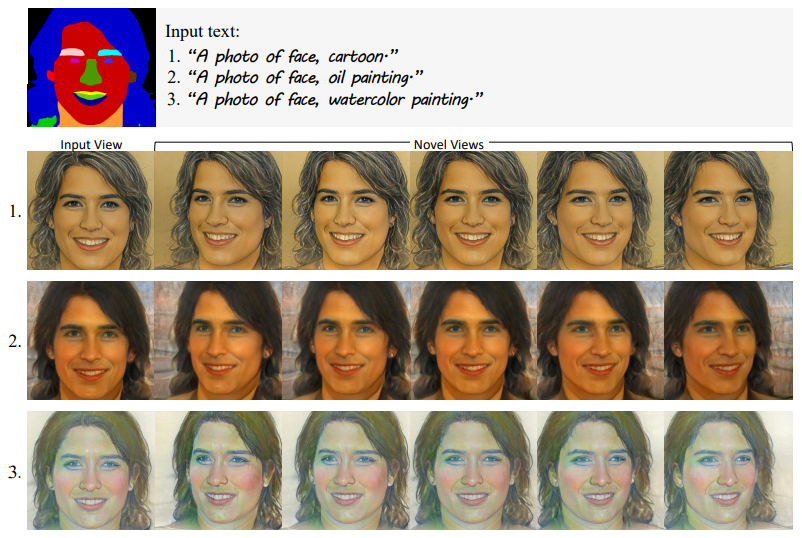 Input text:
1. “A photo of face, cartoon.”
2. “A photo of face, oil painting.”
3. “A photo of face, watercolor painting.”
Input View
Novel Views
1.
2.
3.